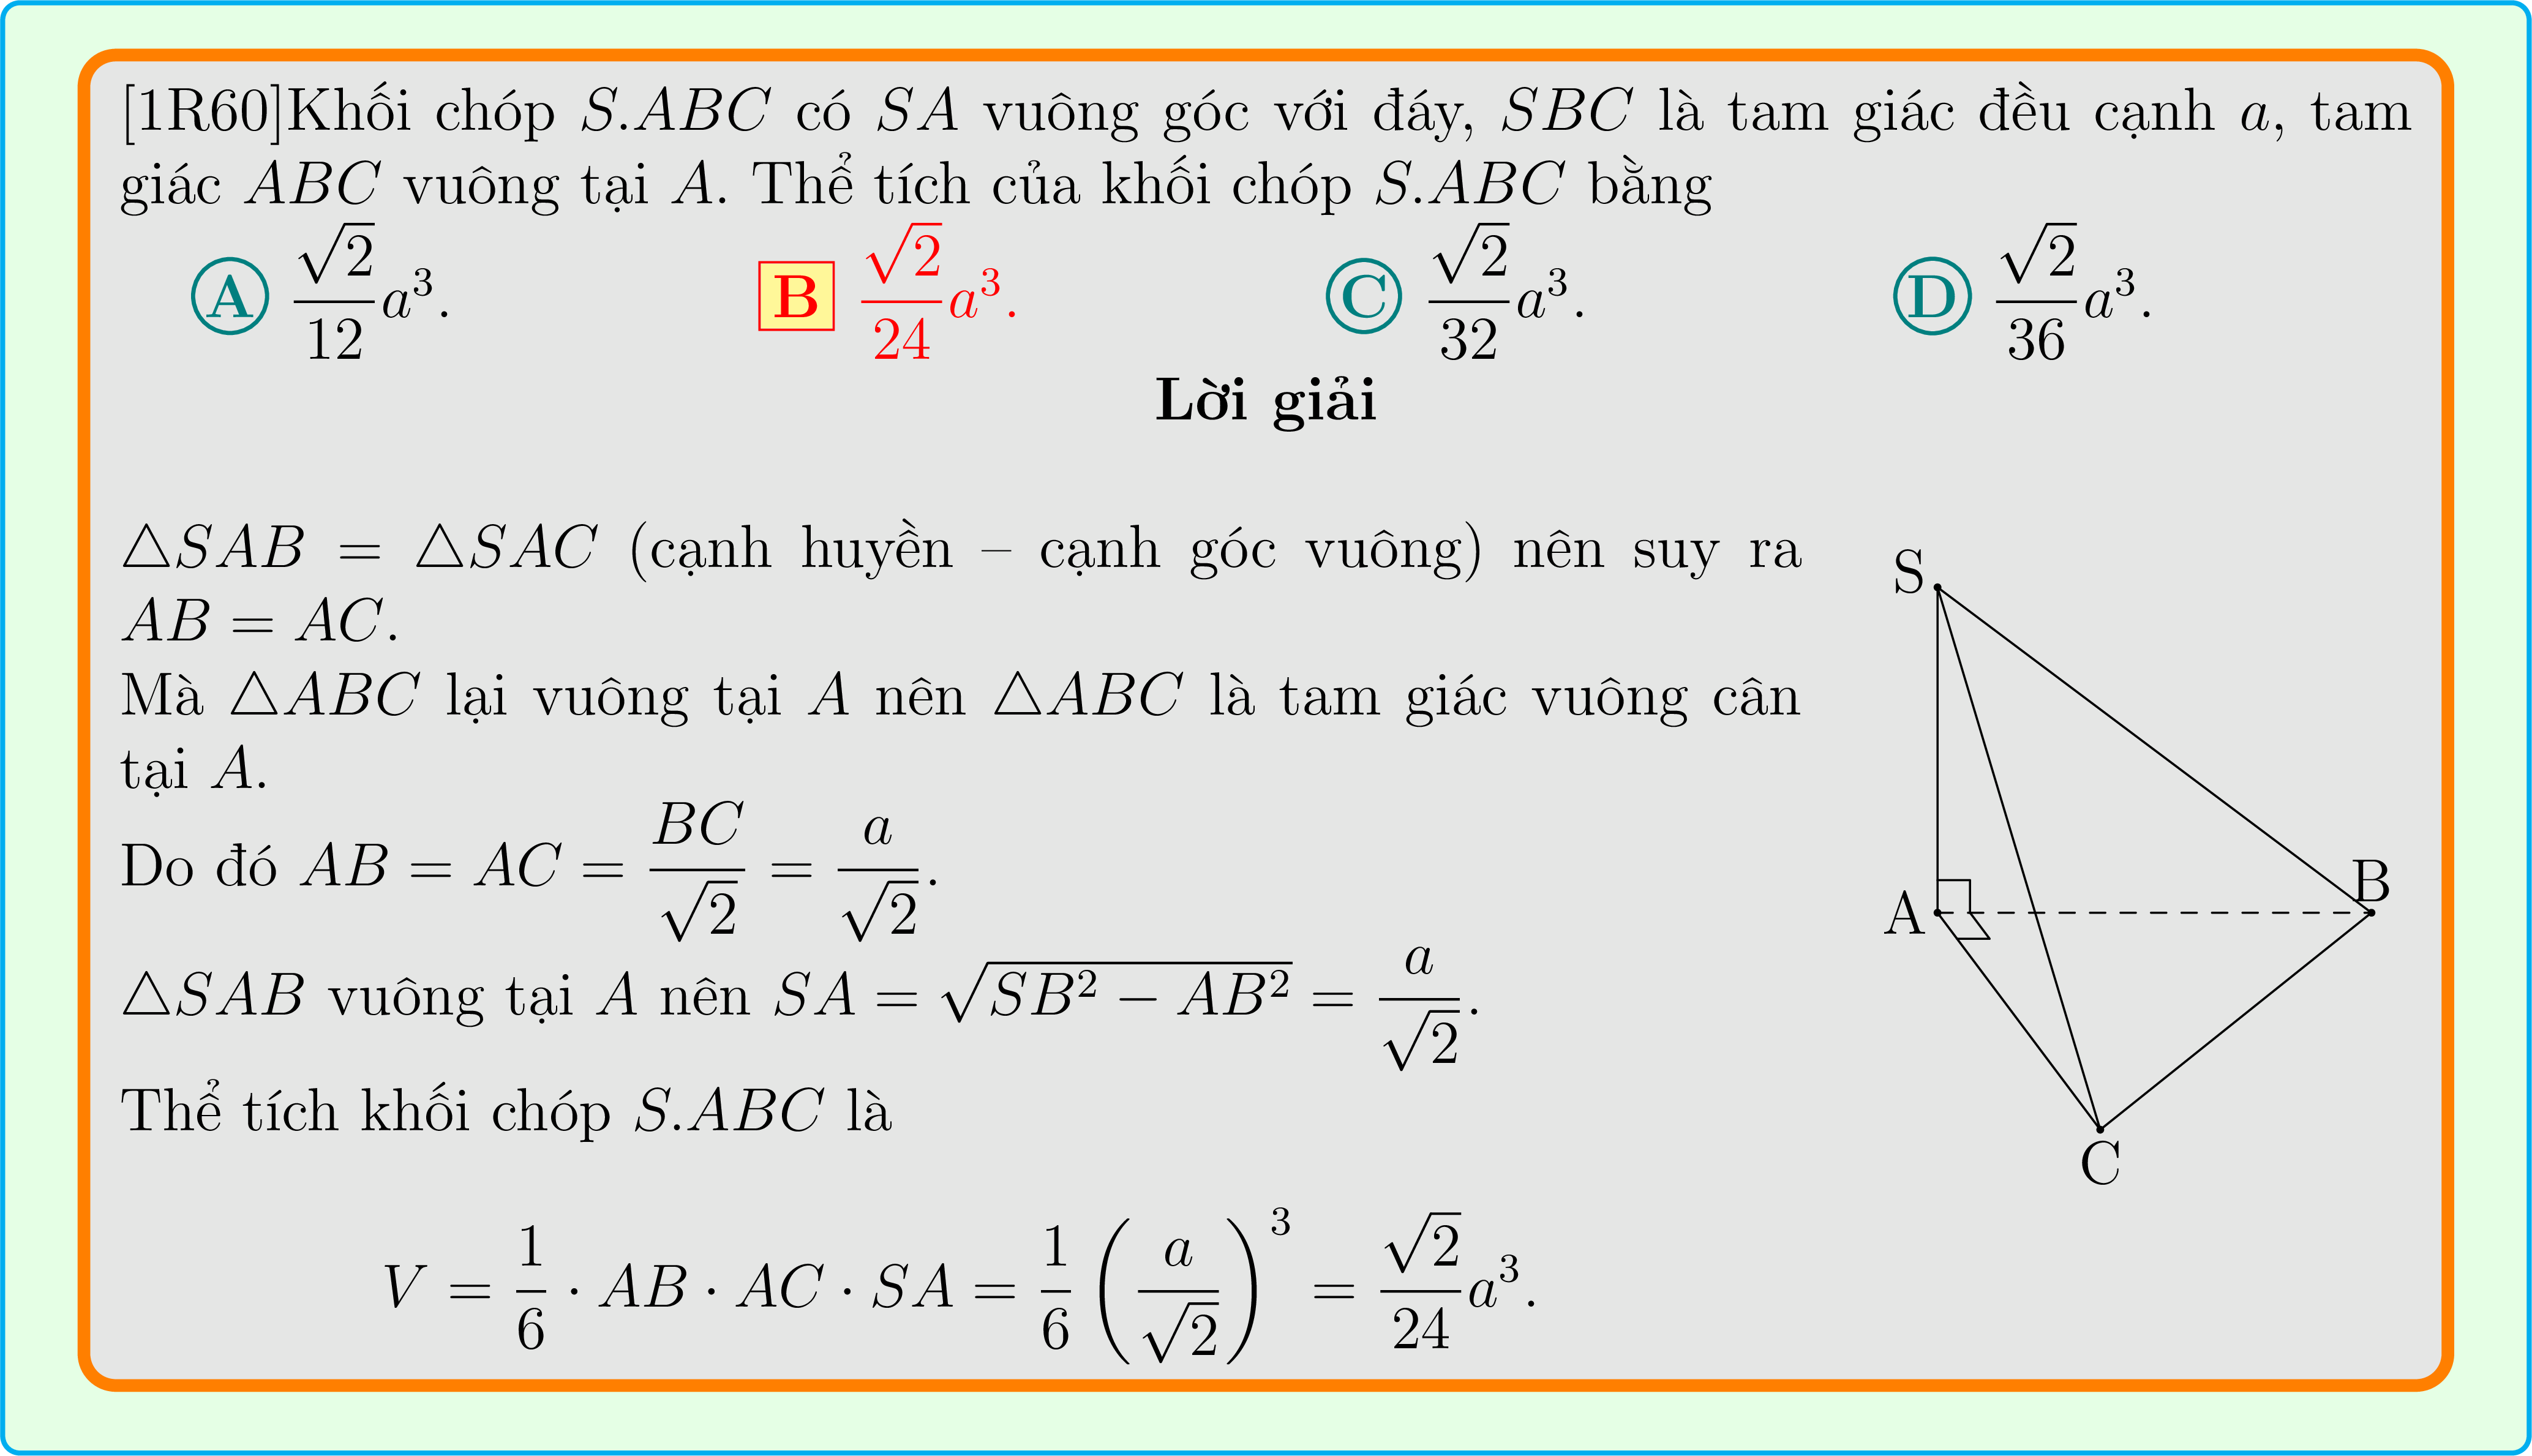 [1R60]Khối chóp S.ABC có SA vuông góc với đáy, SBC là tam giác đều cạnh a, tam
giác ABC vuông tại A. Thể tích của khối chóp S.ABC bằng
A $\frac{\sqrt{2}}{12}a^3$. B $\frac{\sqrt{2}}{24}a^3$. C $\frac{\sqrt{2}}{32}a^3$. D $\frac{\sqrt{2}}{36}a^3$.
Lời giải
△SAB = △SAC (cạnh huyền – cạnh góc vuông) nên suy ra
AB = AC.
Mà △ABC lại vuông tại A nên △ABC là tam giác vuông cân
tại A.
Do đó $AB = AC = \frac{BC}{\sqrt{2}} = \frac{a}{\sqrt{2}}$.
△SAB vuông tại A nên $SA = \sqrt{SB^2 - AB^2} = \frac{a}{\sqrt{2}}$.
Thể tích khối chóp S.ABC là
$V = \frac{1}{6} \cdot AB \cdot AC \cdot SA = \frac{1}{6} \left(\frac{a}{\sqrt{2}}\right)^3 = \frac{\sqrt{2}}{24}a^3$.
S
B
A
C